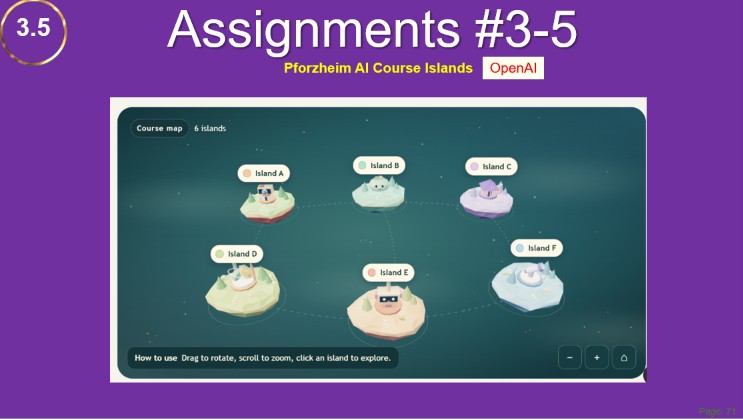 3.5
Assignments #3-5
Pforzheim AI Course Islands OpenAI
Course map 6 islands
Island A
Island B
Island C
Island D
Island E
Island F
How to use Drag to rotate, scroll to zoom, click an island to explore.
− + ⌂
Page: 71